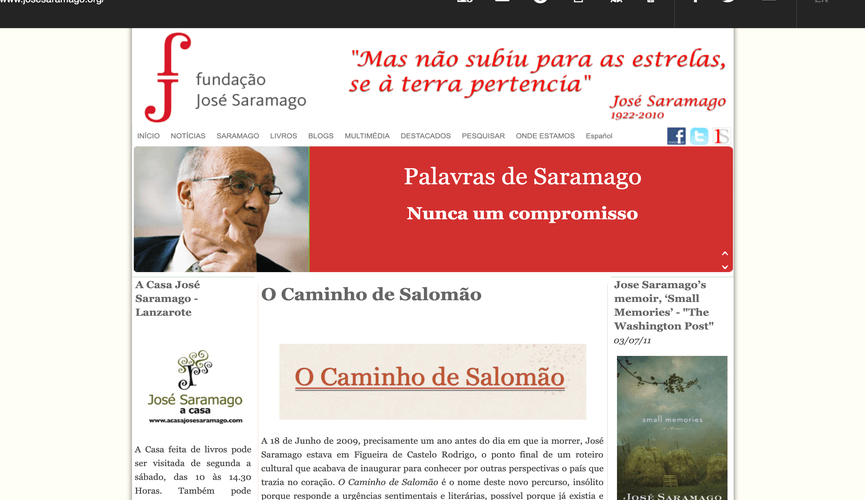 www.josesaramago.org/
fundação
José Saramago
"Mas não subiu para as estrelas,
se à terra pertencia"
José Saramago
1922-2010
INÍCIO NOTÍCIAS SARAMAGO LIVROS BLOGS MULTIMÉDIA DESTACADOS PESQUISAR ONDE ESTAMOS Español
Palavras de Saramago
Nunca um compromisso
A Casa José
Saramago -
Lanzarote
José Saramago
a casa
www.acasajosesaramago.com
A Casa feita de livros pode
ser visitada de segunda a
sábado, das 10 às 14.30
Horas. Também pode
O Caminho de Salomão
O Caminho de Salomão
A 18 de Junho de 2009, precisamente um ano antes do dia em que ia morrer, José
Saramago estava em Figueira de Castelo Rodrigo, o ponto final de um roteiro
cultural que acabava de inaugurar para conhecer por outras perspectivas o país que
trazia no coração. O Caminho de Salomão é o nome deste novo percurso, insólito
porque responde a urgências sentimentais e literárias, possível porque já existia e
Jose Saramago's
memoir, 'Small
Memories' - "The
Washington Post"
03/07/11
small memories
JOSÉ SARAMAGO